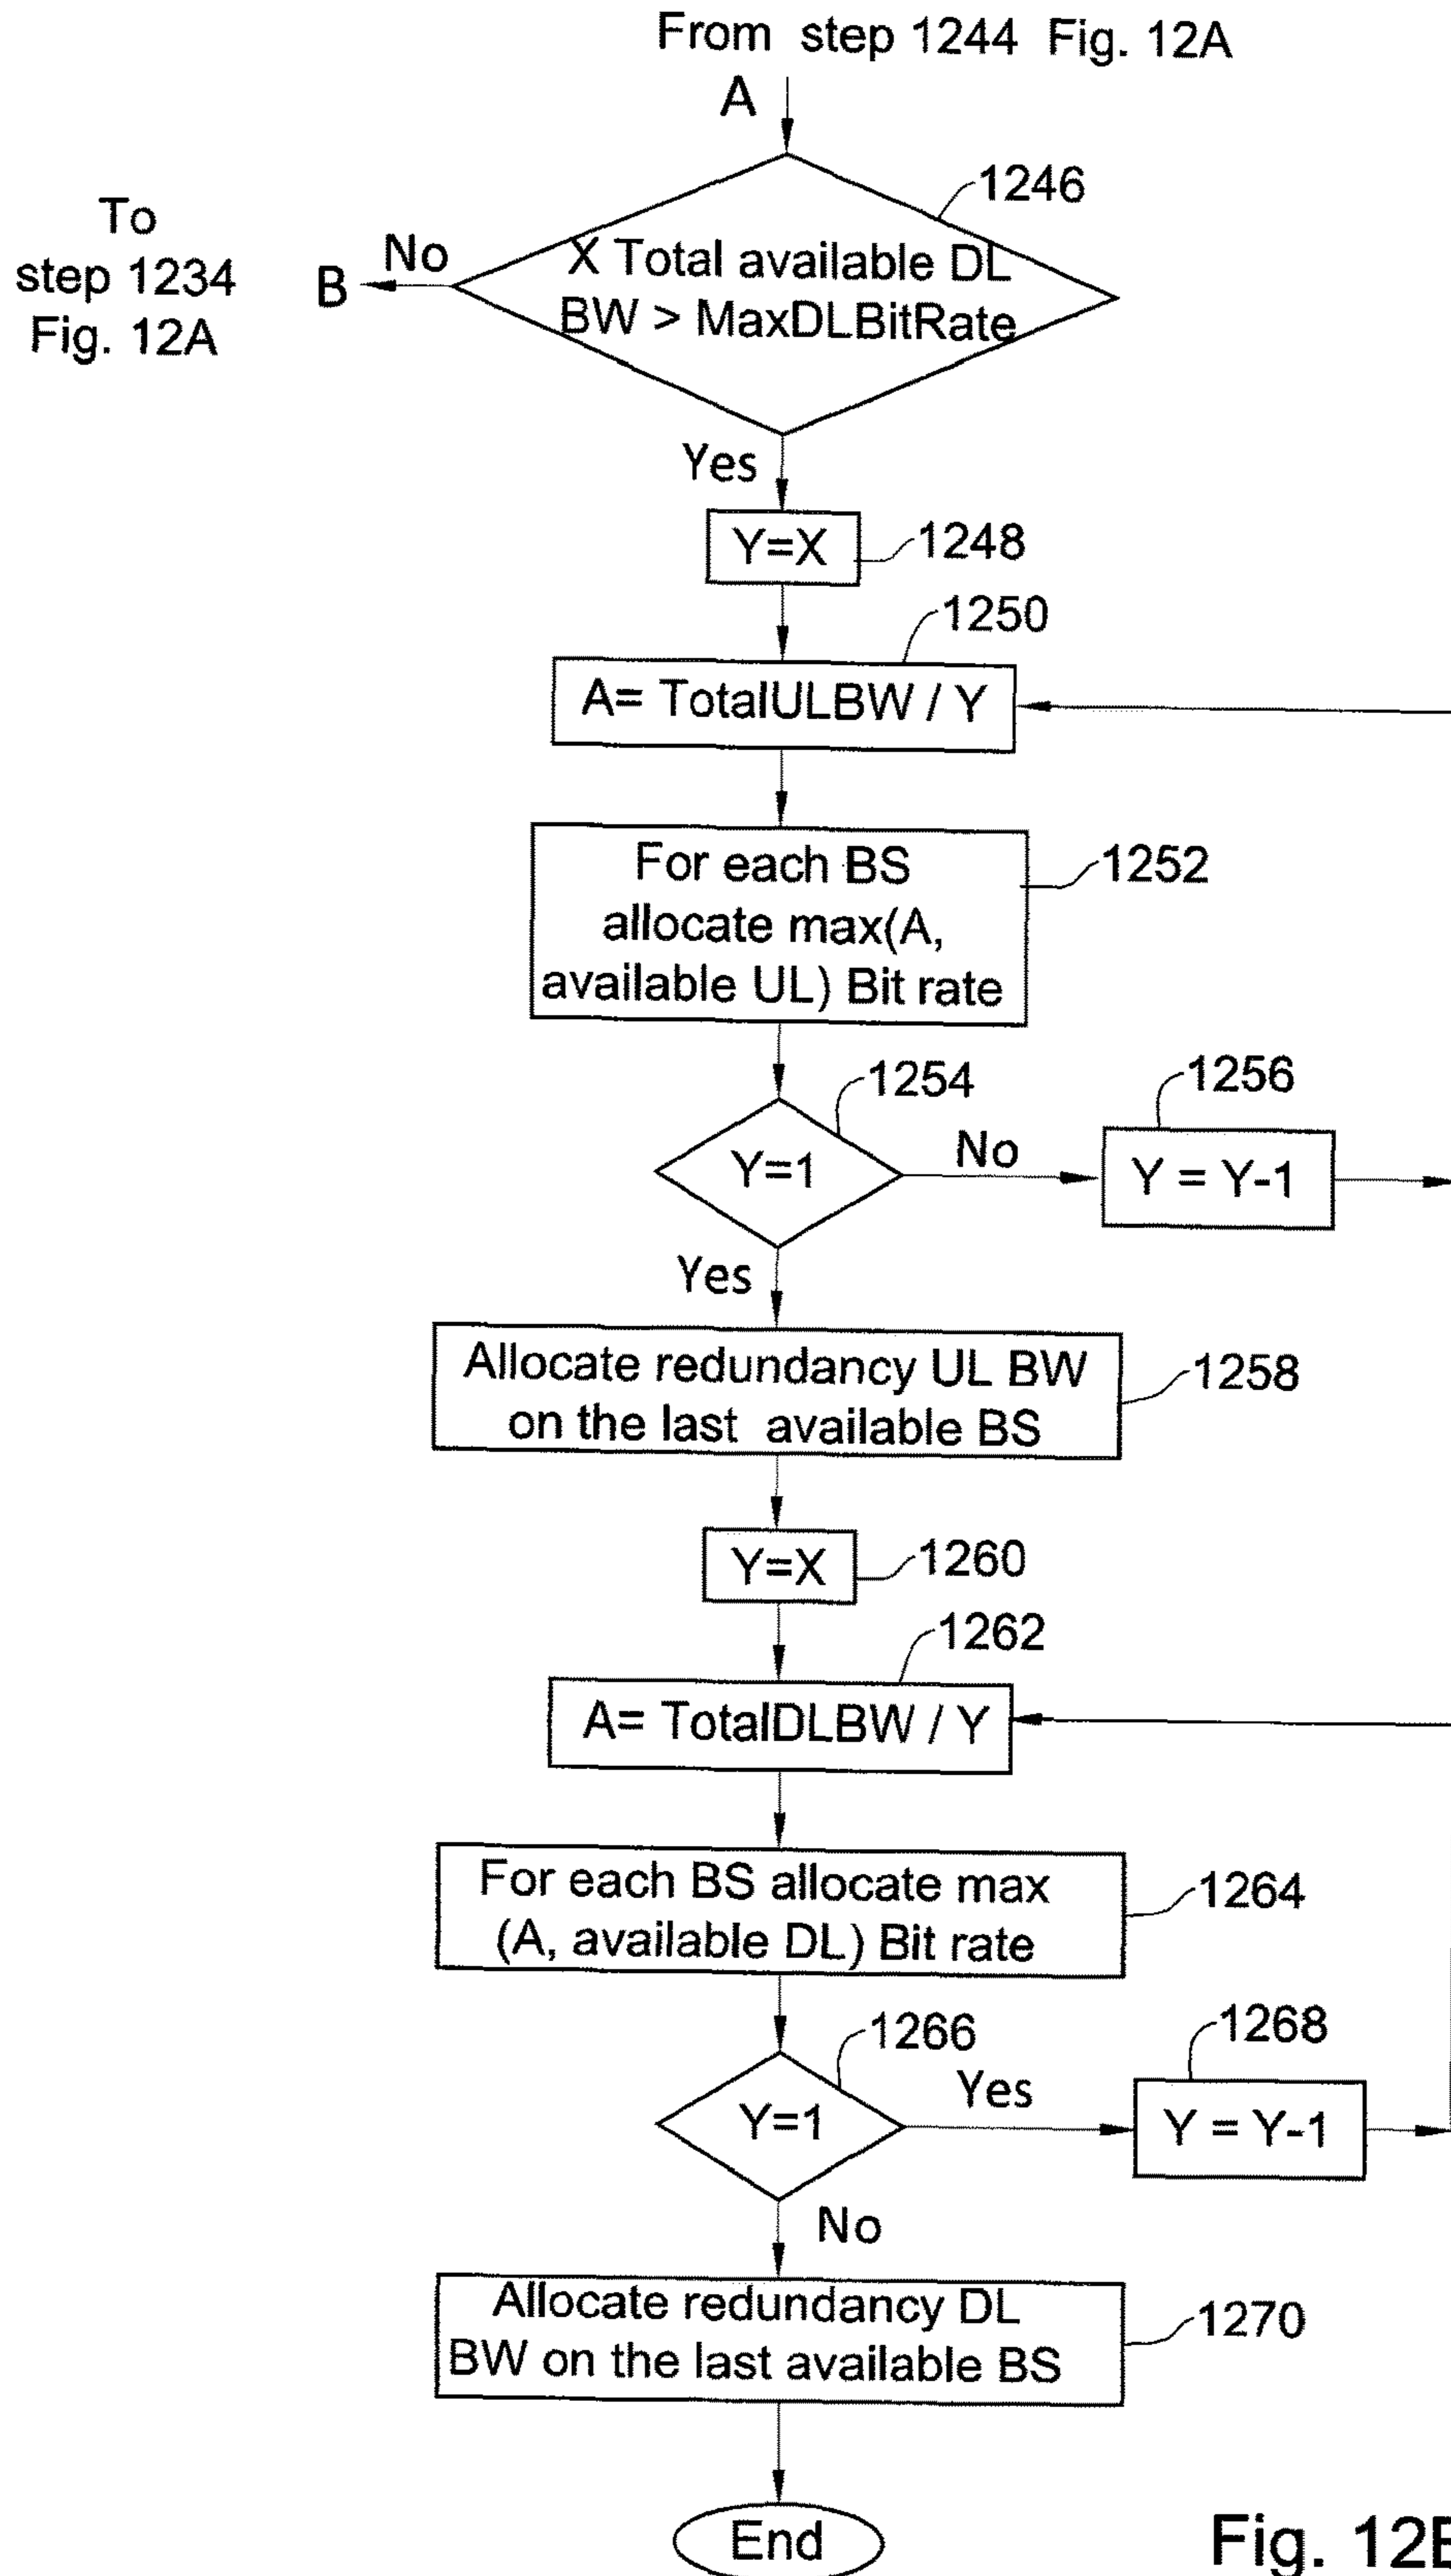 From step 1244 Fig. 12A
A
1246
To
step 1234
Fig. 12A
B
No
X Total available DL
BW > MaxDLBitRate
Yes
Y=X
1248
1250
A= TotalULBW / Y
For each BS
allocate max(A,
available UL) Bit rate
1252
1254
Y=1
No
1256
Y = Y-1
Yes
Allocate redundancy UL BW
on the last available BS
1258
Y=X
1260
1262
A= TotalDLBW / Y
For each BS allocate max
(A, available DL) Bit rate
1264
1266
Y=1
Yes
1268
Y = Y-1
No
Allocate redundancy DL
BW on the last available BS
1270
End
Fig. 12B